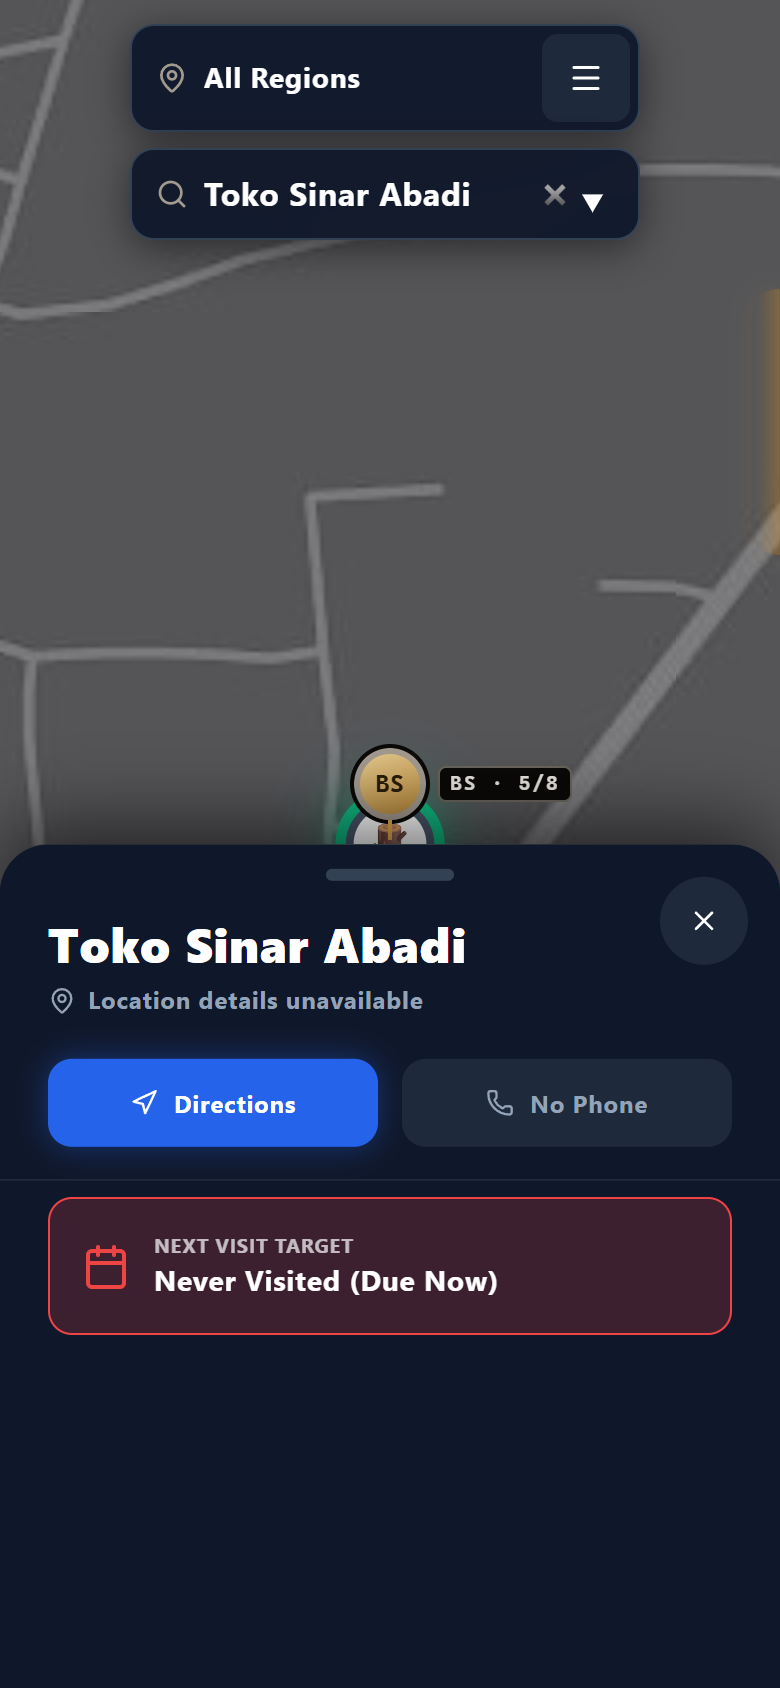 All Regions
Toko Sinar Abadi
BS
BS · 5/8
Toko Sinar Abadi
Location details unavailable
Directions
No Phone
NEXT VISIT TARGET
Never Visited (Due Now)